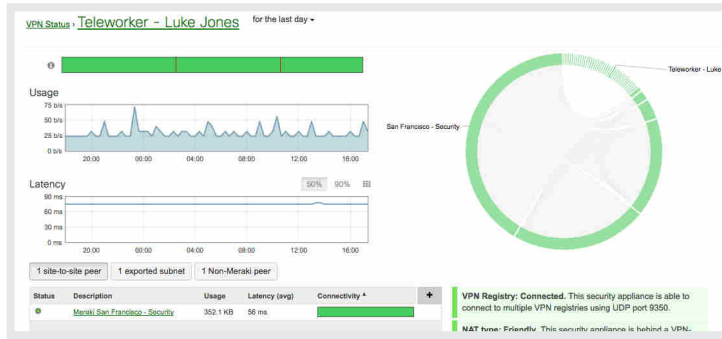 VPN Status › Teleworker - Luke Jones for the last day
Usage
75 b/s
50 b/s
25 b/s
0 b/s
20:00 00:00 04:00 08:00 12:00 16:00
Latency
50% 90%
90 ms
60 ms
30 ms
0 ms
20:00 00:00 04:00 08:00 12:00 16:00
1 site-to-site peer 1 exported subnet 1 Non-Meraki peer
Status Description Usage Latency (avg) Connectivity +
Meraki San Francisco - Security 352.1 KB 56 ms
Teleworker - Luke
San Francisco - Security
VPN Registry: Connected. This security appliance is able to
connect to multiple VPN registries using UDP port 9350.
NAT type: Friendly. This security appliance is behind a VPN-